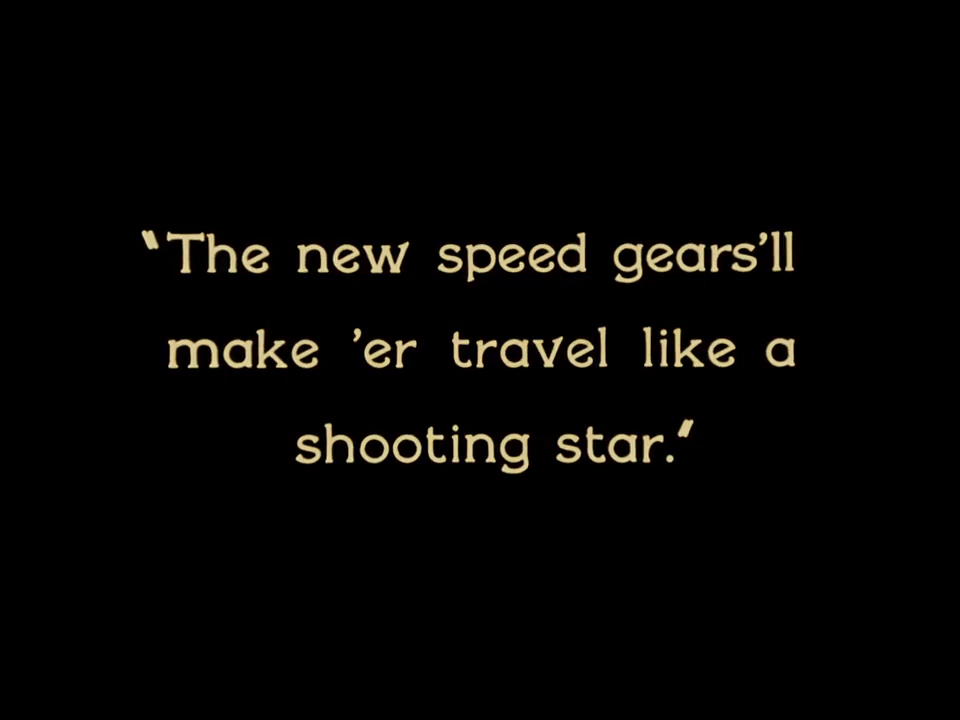 "The new speed gears'll
make 'er travel like a
shooting star."